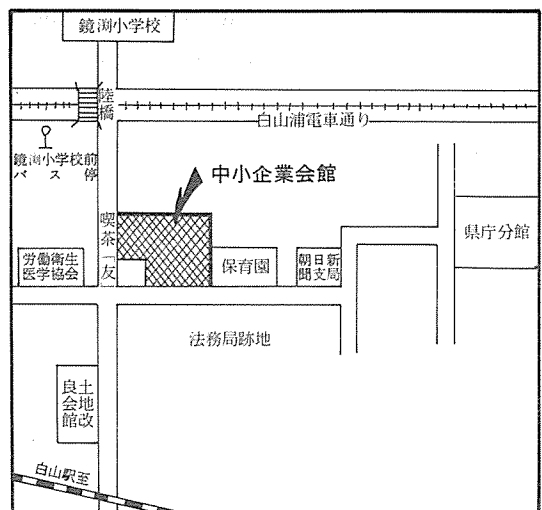 鏡渕小学校
陸橋
白山浦電車通り
鏡渕小学校前
バス停
中小企業会館
喫茶「友」
労働衛生
医学協会
保育園
朝日新
聞支局
県庁分館
法務局跡地
土地改
良会館
白山駅至